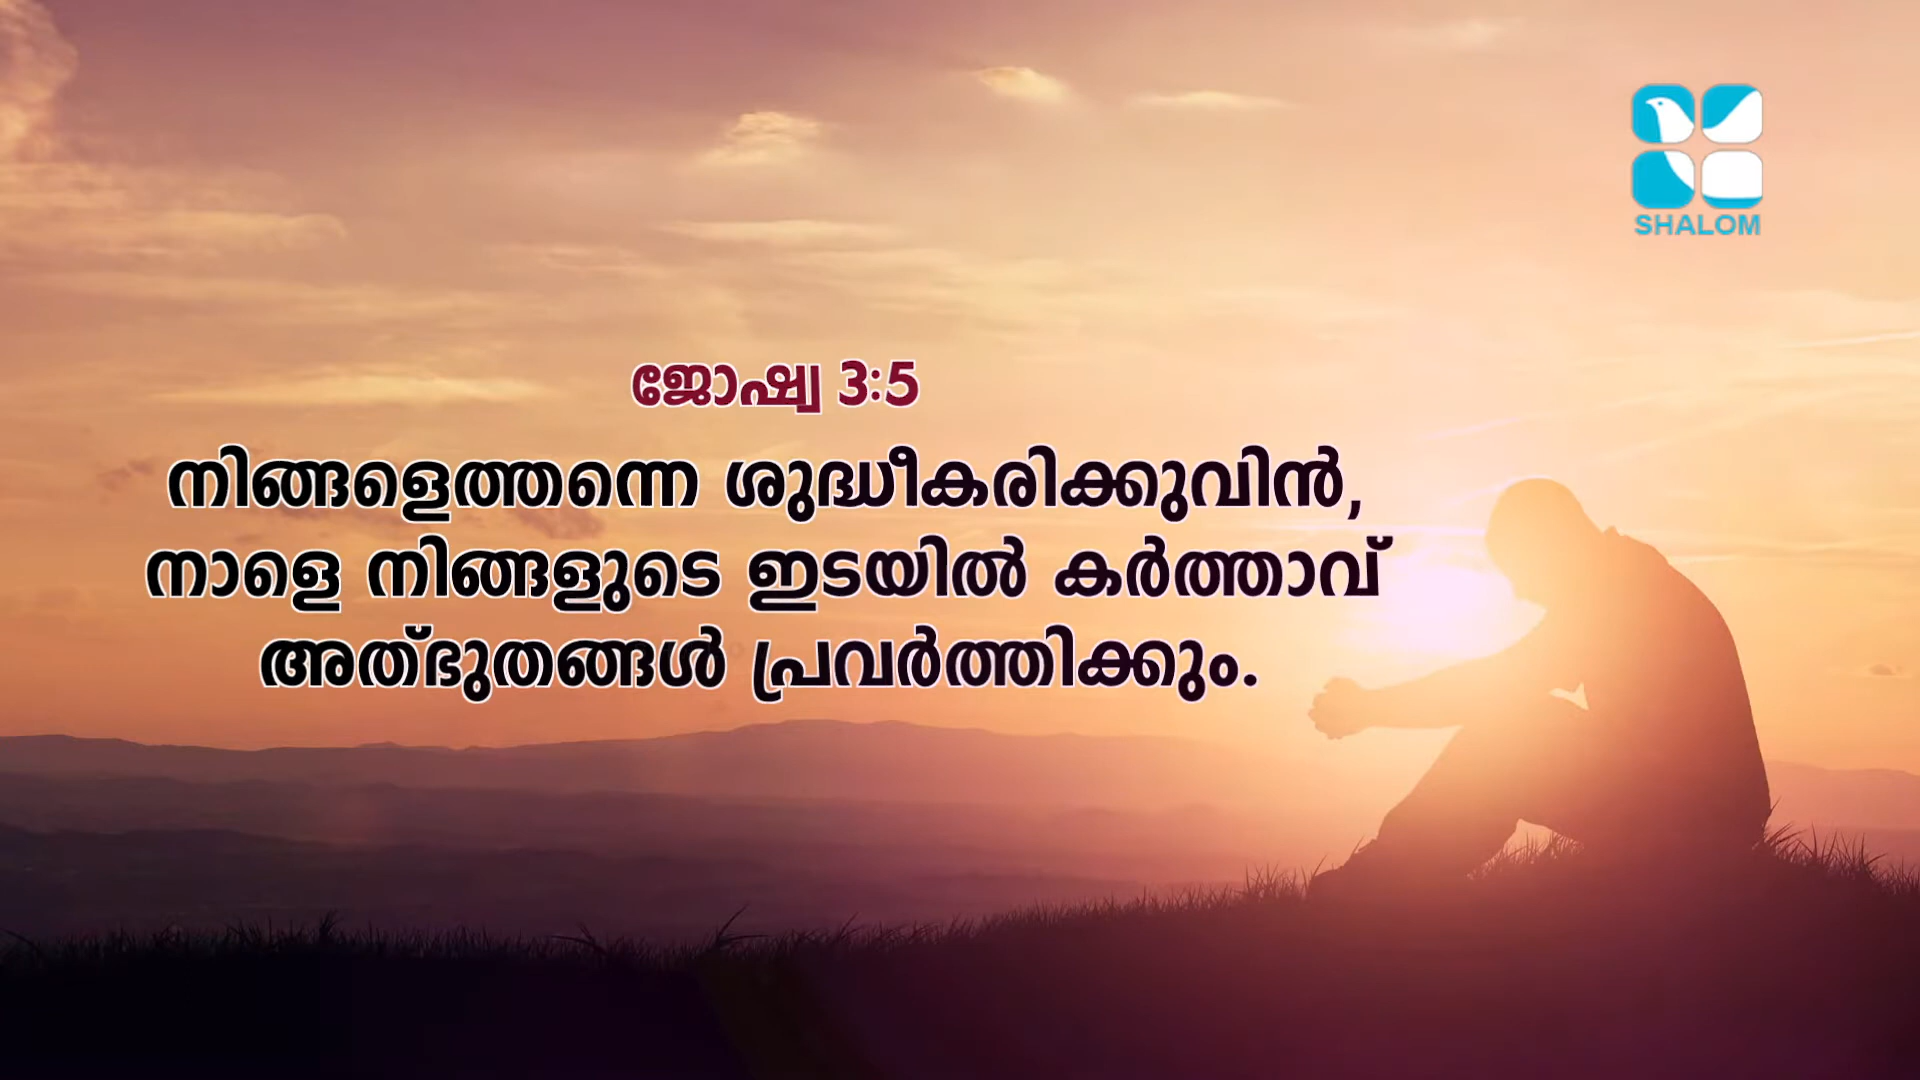 SHALOM
ജോഷ്വ 3:5
നിങ്ങളെത്തന്നെ ശുദ്ധീകരിക്കുവിൻ,
നാളെ നിങ്ങളുടെ ഇടയിൽ കർത്താവ്
അത്ഭുതങ്ങൾ പ്രവർത്തിക്കും.